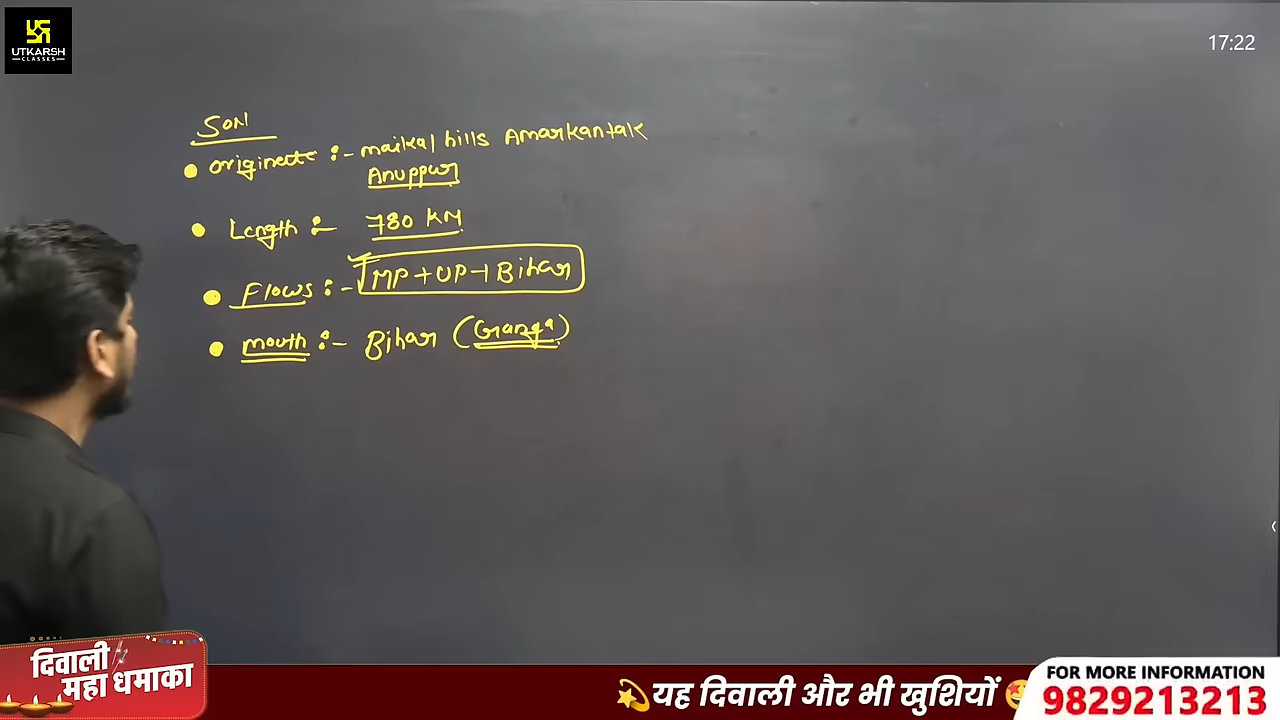 UTKARSH
CLASSES
17:22
SON
originate :- maikal hills Amarkantak
Anuppur
Length :- 780 KM
Flows :- MP + UP + Bihar
mouth :- Bihar (Ganga)
दिवाली
महा धमाका
यह दिवाली और भी खुशियों
FOR MORE INFORMATION
9829213213